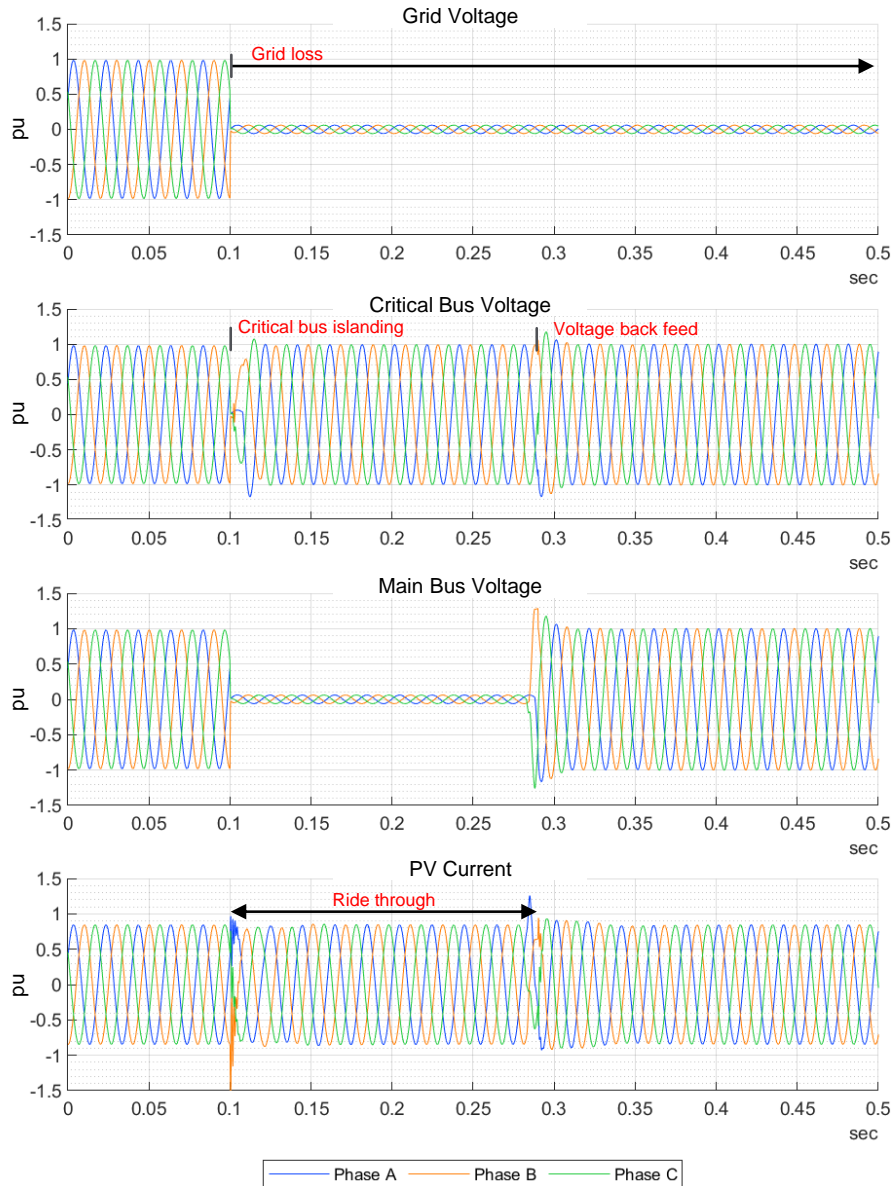 Grid Voltage
1.5
1
0.5
0
-0.5
-1
-1.5
pu
Grid loss
0 0.05 0.1 0.15 0.2 0.25 0.3 0.35 0.4 0.45 0.5
sec
Critical Bus Voltage
1.5
1
0.5
0
-0.5
-1
-1.5
pu
Critical bus islanding
Voltage back feed
0 0.05 0.1 0.15 0.2 0.25 0.3 0.35 0.4 0.45 0.5
sec
Main Bus Voltage
1.5
1
0.5
0
-0.5
-1
-1.5
pu
0 0.05 0.1 0.15 0.2 0.25 0.3 0.35 0.4 0.45 0.5
sec
PV Current
1.5
1
0.5
0
-0.5
-1
-1.5
pu
Ride through
0 0.05 0.1 0.15 0.2 0.25 0.3 0.35 0.4 0.45 0.5
sec
Phase A Phase B Phase C